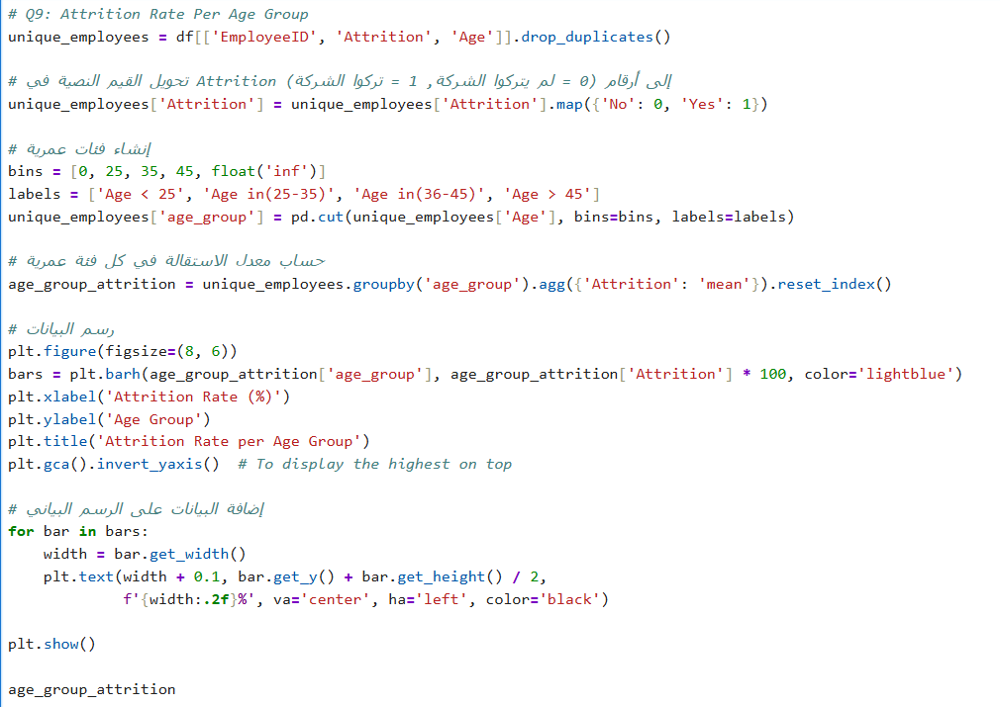 # Q9: Attrition Rate Per Age Group
unique_employees = df[['EmployeeID', 'Attrition', 'Age']].drop_duplicates()
# تحويل القيم النصية في Attrition إلى أرقام (0 = لم يتركوا الشركة, 1 = تركوا الشركة)
unique_employees['Attrition'] = unique_employees['Attrition'].map({'No': 0, 'Yes': 1})
# إنشاء فئات عمرية
bins = [0, 25, 35, 45, float('inf')]
labels = ['Age < 25', 'Age in(25-35)', 'Age in(36-45)', 'Age > 45']
unique_employees['age_group'] = pd.cut(unique_employees['Age'], bins=bins, labels=labels)
# حساب معدل الاستقالة في كل فئة عمرية
age_group_attrition = unique_employees.groupby('age_group').agg({'Attrition': 'mean'}).reset_index()
# رسم البيانات
plt.figure(figsize=(8, 6))
bars = plt.barh(age_group_attrition['age_group'], age_group_attrition['Attrition'] * 100, color='lightblue')
plt.xlabel('Attrition Rate (%)')
plt.ylabel('Age Group')
plt.title('Attrition Rate per Age Group')
plt.gca().invert_yaxis()  # To display the highest on top
# إضافة البيانات على الرسم البياني
for bar in bars:
    width = bar.get_width()
    plt.text(width + 0.1, bar.get_y() + bar.get_height() / 2,
             f'{width:.2f}%', va='center', ha='left', color='black')
plt.show()
age_group_attrition